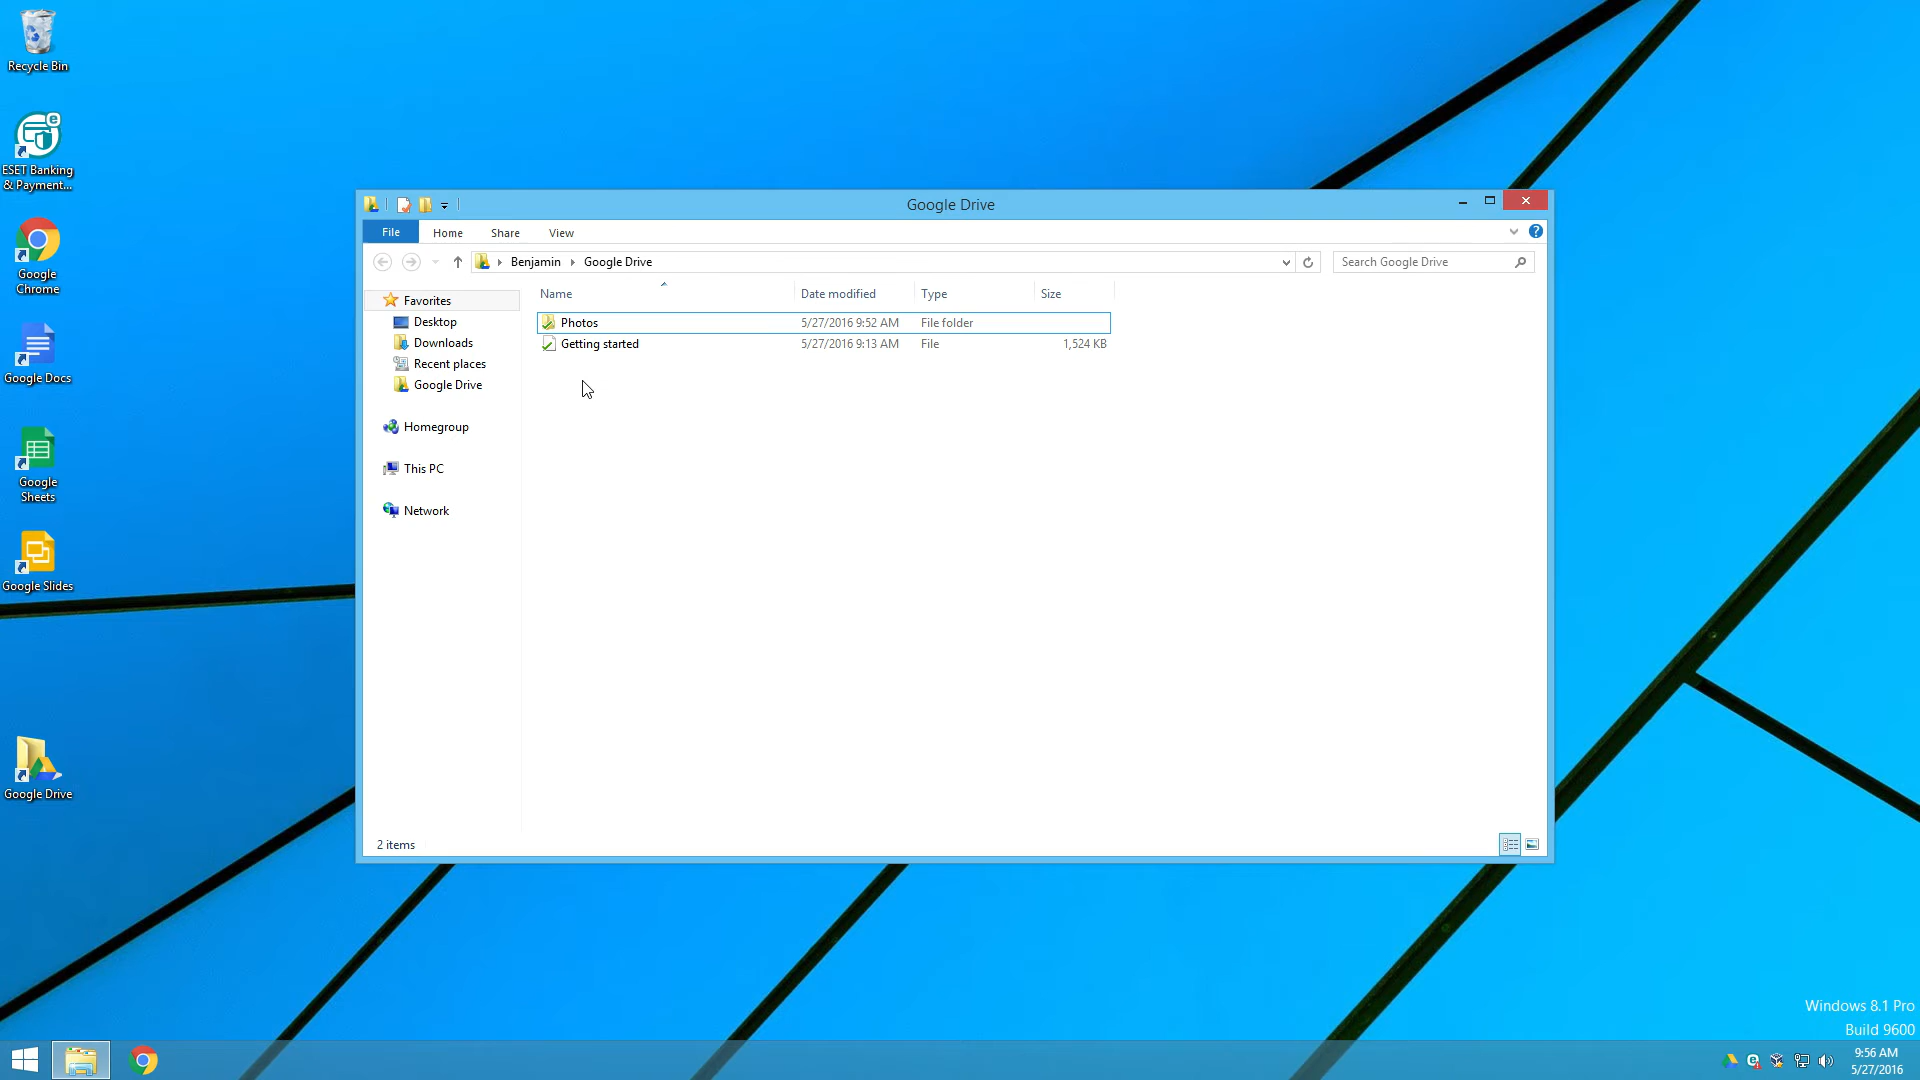 Recycle Bin
ESET Banking
& Payment...
Google
Chrome
Google Docs
Google
Sheets
Google Slides
Google Drive
Google Drive
File
Home
Share
View
Benjamin
Google Drive
Search Google Drive
Favorites
Desktop
Downloads
Recent places
Google Drive
Homegroup
This PC
Network
Name Date modified Type Size
Photos 5/27/2016 9:52 AM File folder
Getting started 5/27/2016 9:13 AM File 1,524 KB
2 items
Windows 8.1 Pro
Build 9600
9:56 AM
5/27/2016